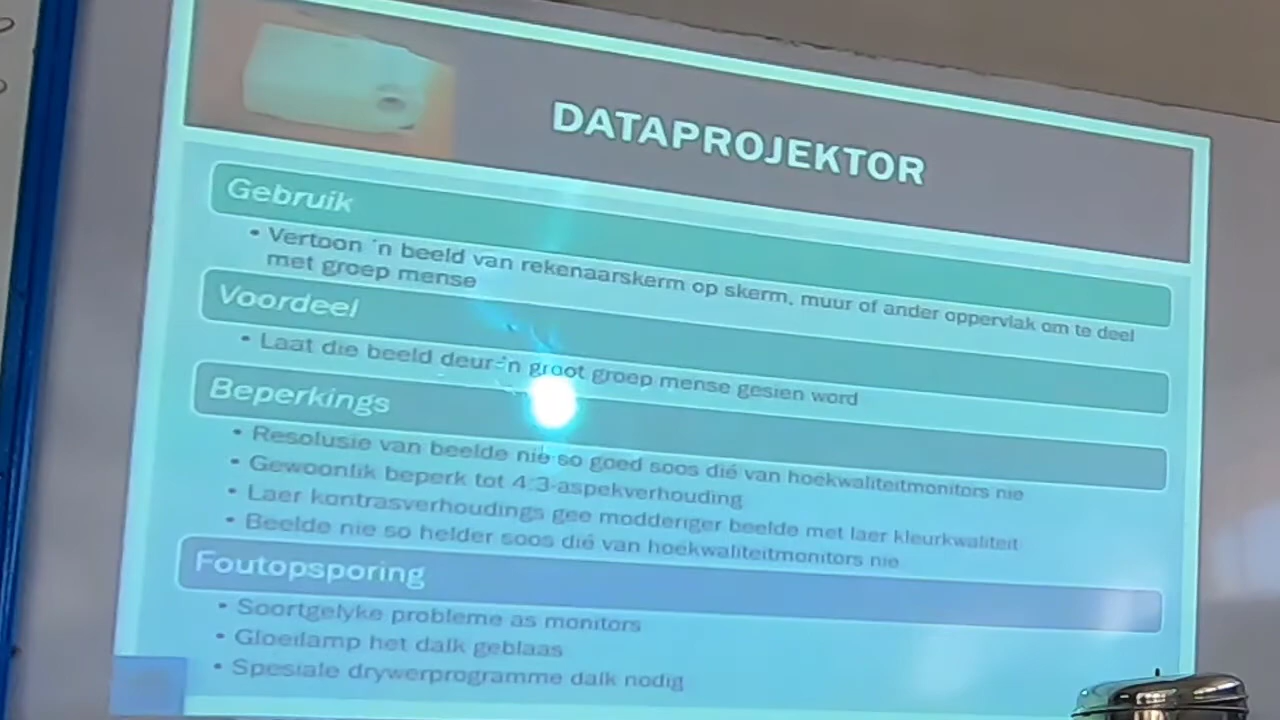 DATAPROJEKTOR
Gebruik
• Vertoon 'n beeld van rekenaarskerm op skerm, muur of ander oppervlak om te deel
met groep mense
Voordeel
• Laat die beeld deur 'n groot groep mense gesien word
Beperkings
• Resolusie van beelde nie so goed soos dié van hoëkwaliteitmonitors nie
• Gewoonlik beperk tot 4:3-aspekverhouding
• Laer kontrasverhoudings gee modderiger beelde met laer kleurkwaliteit
• Beelde nie so helder soos dié van hoëkwaliteitmonitors nie
Foutopsporing
• Soortgelyke probleme as monitors
• Gloeilamp het dalk geblaas
• Spesiale drywerprogramme dalk nodig